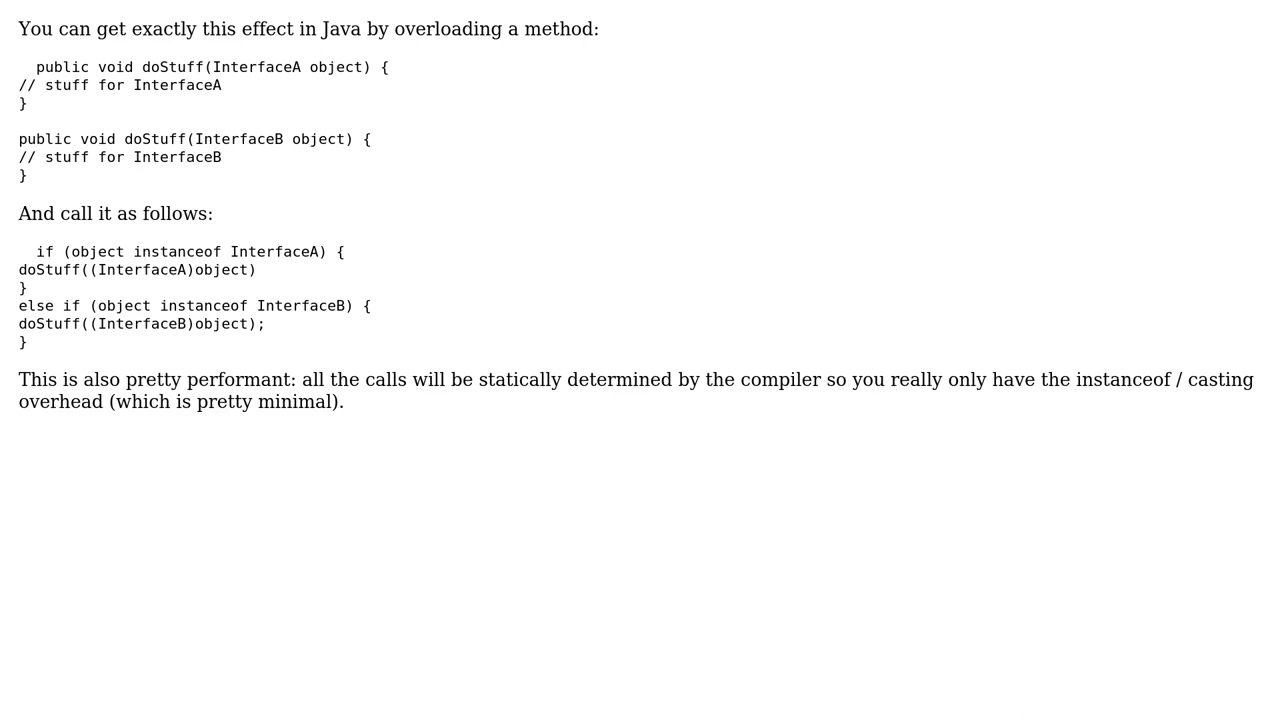 You can get exactly this effect in Java by overloading a method:
  public void doStuff(InterfaceA object) {
// stuff for InterfaceA
}
public void doStuff(InterfaceB object) {
// stuff for InterfaceB
}
And call it as follows:
  if (object instanceof InterfaceA) {
doStuff((InterfaceA)object)
}
else if (object instanceof InterfaceB) {
doStuff((InterfaceB)object);
}
This is also pretty performant: all the calls will be statically determined by the compiler so you really only have the instanceof / casting
overhead (which is pretty minimal).